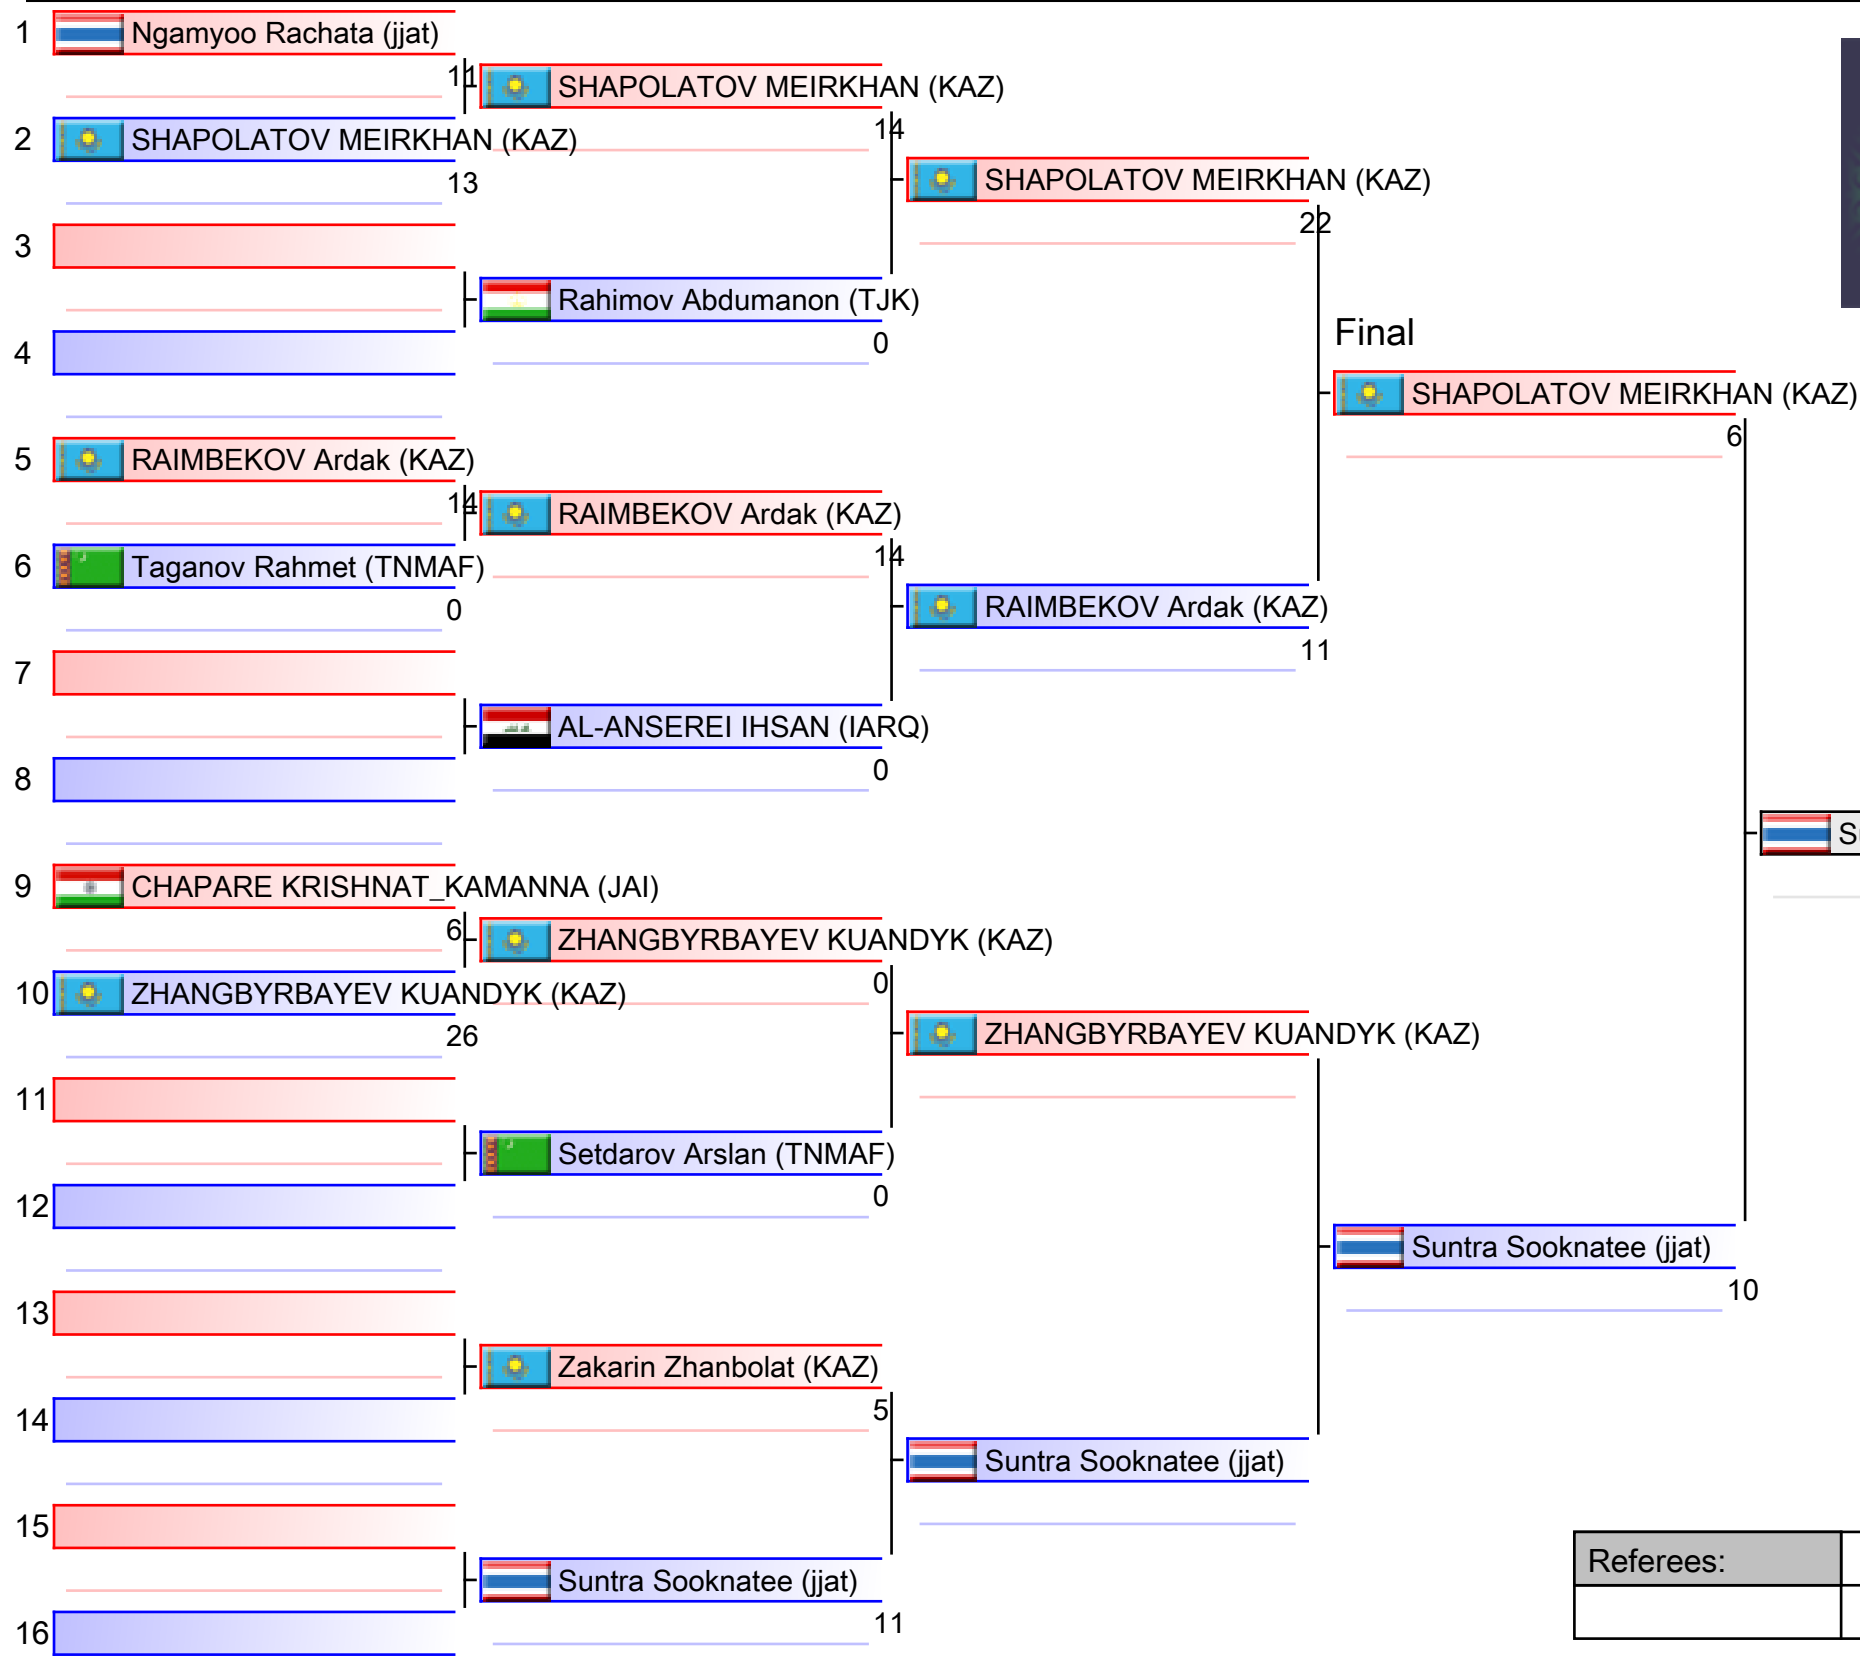 1 Ngamyoo Rachata (jjat)
11 SHAPOLATOV MEIRKHAN (KAZ)
2 SHAPOLATOV MEIRKHAN (KAZ)
14
13
SHAPOLATOV MEIRKHAN (KAZ)
22
3
Rahimov Abdumanon (TJK)
0
4
Final
SHAPOLATOV MEIRKHAN (KAZ)
6
5 RAIMBEKOV Ardak (KAZ)
14 RAIMBEKOV Ardak (KAZ)
14
6 Taganov Rahmet (TNMAF)
0
RAIMBEKOV Ardak (KAZ)
11
7
AL-ANSEREI IHSAN (IARQ)
0
8
9 CHAPARE KRISHNAT_KAMANNA (JAI)
6 ZHANGBYRBAYEV KUANDYK (KAZ)
0
10 ZHANGBYRBAYEV KUANDYK (KAZ)
26
ZHANGBYRBAYEV KUANDYK (KAZ)
11
Setdarov Arslan (TNMAF)
0
12
Suntra Sooknatee (jjat)
10
13
Zakarin Zhanbolat (KAZ)
5
14
Suntra Sooknatee (jjat)
15
Suntra Sooknatee (jjat)
11
16
Referees: